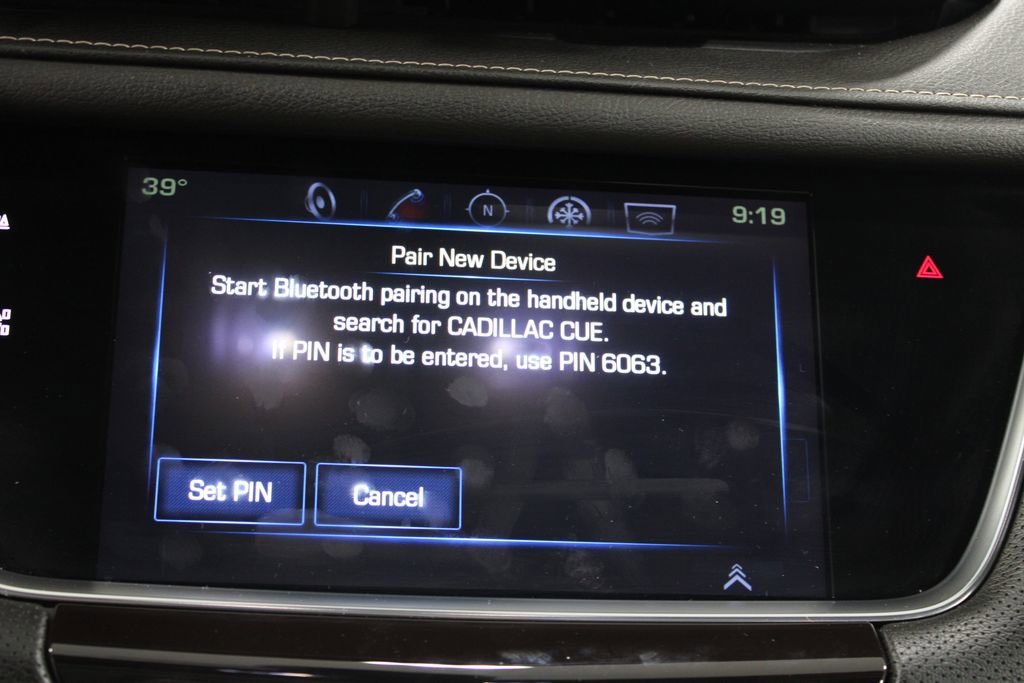 39°
N
9:19
Pair New Device
Start Bluetooth pairing on the handheld device and
search for CADILLAC CUE.
If PIN is to be entered, use PIN 6063.
Set PIN
Cancel